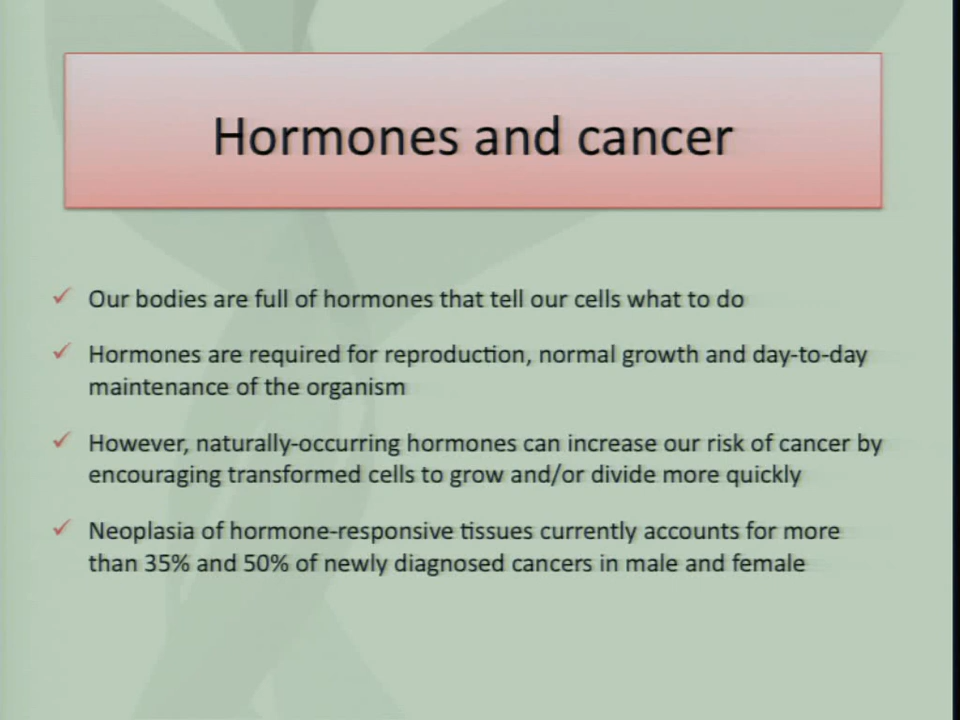 Hormones and cancer
Our bodies are full of hormones that tell our cells what to do
Hormones are required for reproduction, normal growth and day-to-day
maintenance of the organism
However, naturally-occurring hormones can increase our risk of cancer by
encouraging transformed cells to grow and/or divide more quickly
Neoplasia of hormone-responsive tissues currently accounts for more
than 35% and 50% of newly diagnosed cancers in male and female